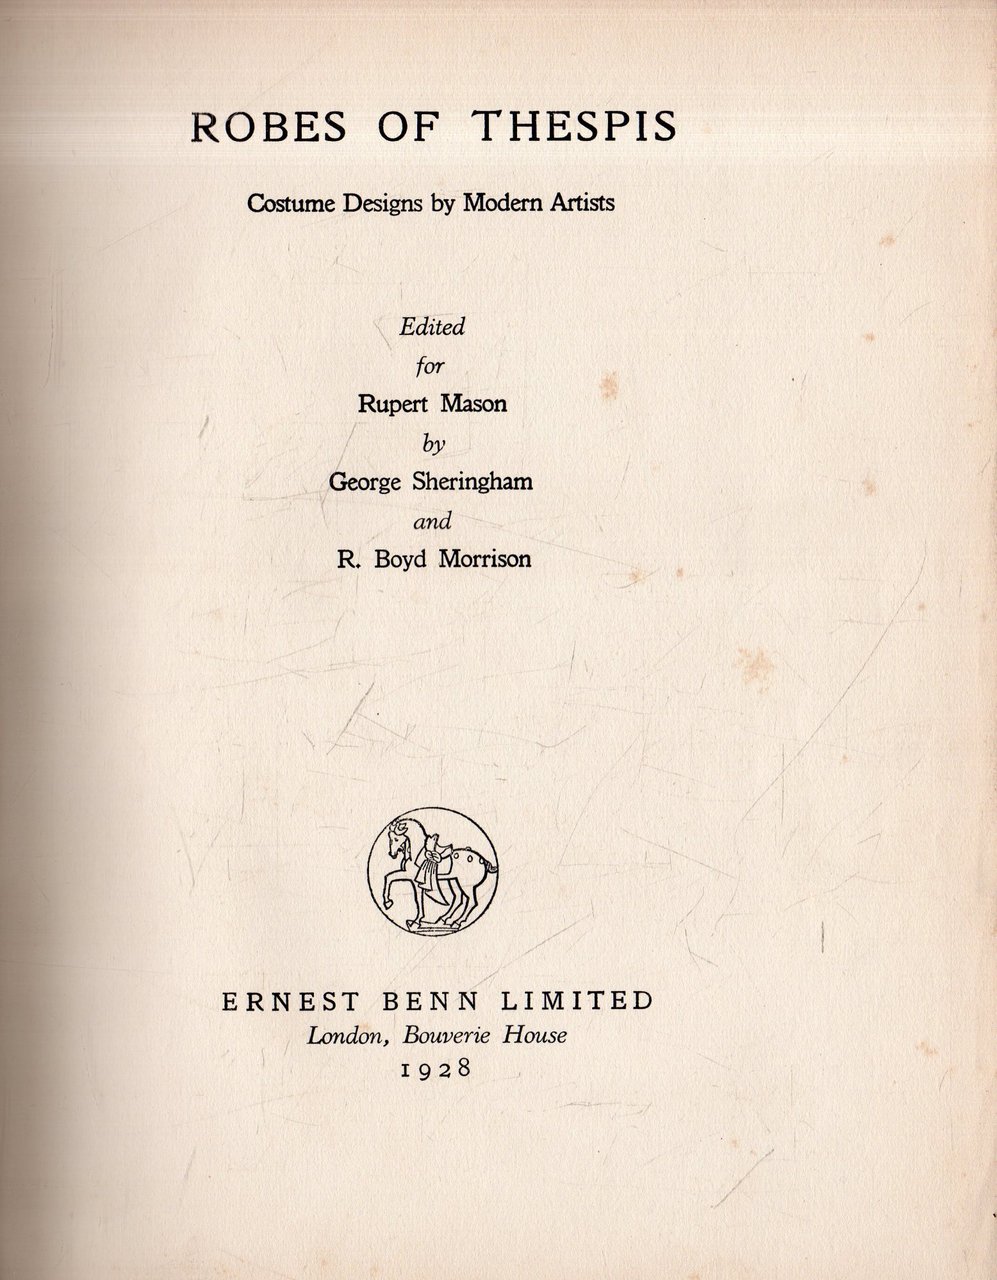 ROBES OF THESPIS
Costume Designs by Modern Artists
Edited
for
Rupert Mason
by
George Sheringham
and
R. Boyd Morrison
ERNEST BENN LIMITED
London, Bouverie House
1928